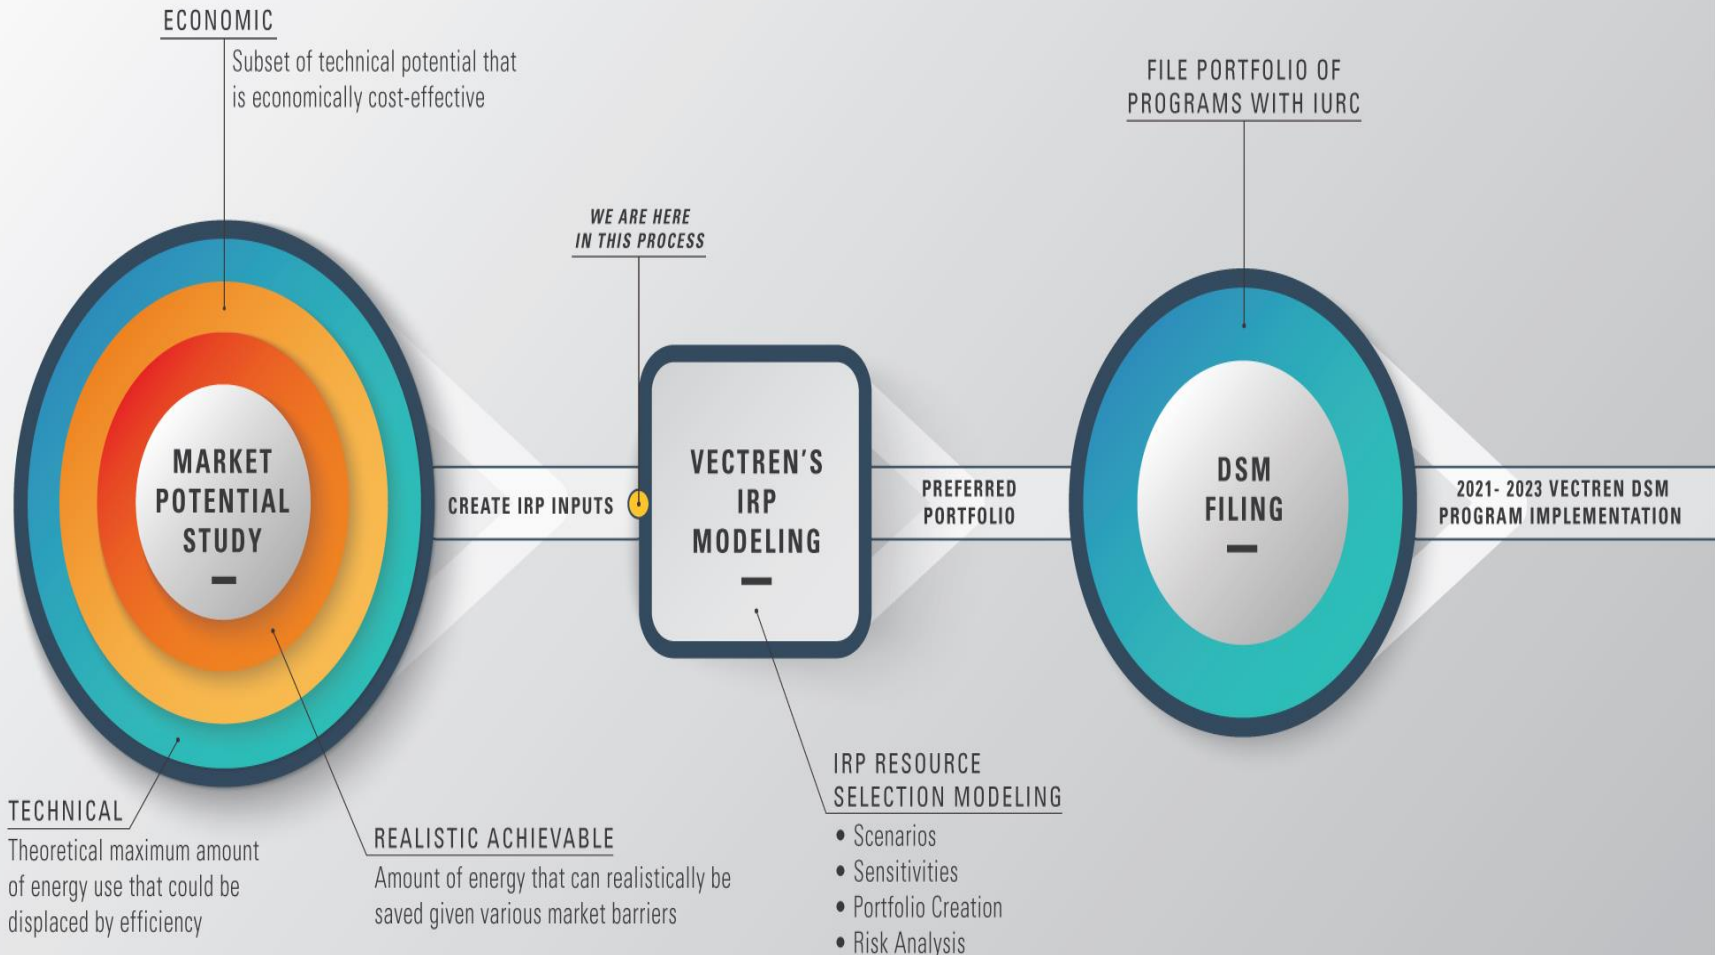 ECONOMIC
Subset of technical potential that
is economically cost-effective
FILE PORTFOLIO OF
PROGRAMS WITH IURC
WE ARE HERE
IN THIS PROCESS
MARKET
POTENTIAL
STUDY
CREATE IRP INPUTS
VECTREN'S
IRP
MODELING
PREFERRED
PORTFOLIO
DSM
FILING
2021- 2023 VECTREN DSM
PROGRAM IMPLEMENTATION
TECHNICAL
Theoretical maximum amount
of energy use that could be
displaced by efficiency
REALISTIC ACHIEVABLE
Amount of energy that can realistically be
saved given various market barriers
IRP RESOURCE
SELECTION MODELING
• Scenarios
• Sensitivities
• Portfolio Creation
• Risk Analysis